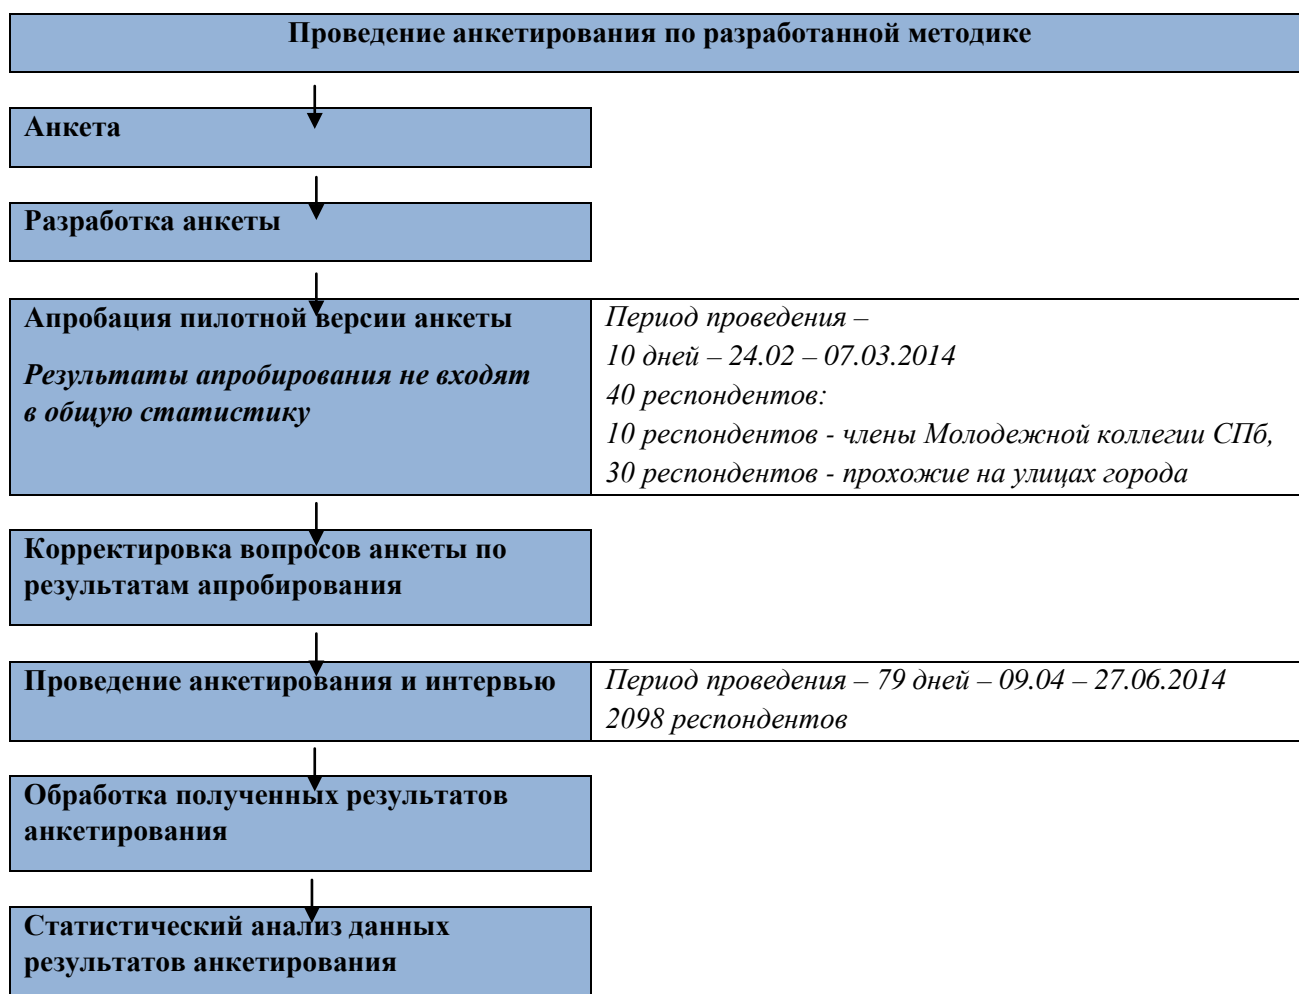 Проведение анкетирования по разработанной методике
Анкета
Разработка анкеты
Апробация пилотной версии анкеты
Результаты апробирования не входят
в общую статистику
Период проведения –
10 дней – 24.02 – 07.03.2014
40 респондентов:
10 респондентов - члены Молодежной коллегии СПб,
30 респондентов - прохожие на улицах города
Корректировка вопросов анкеты по
результатам апробирования
Проведение анкетирования и интервью
Период проведения – 79 дней – 09.04 – 27.06.2014
2098 респондентов
Обработка полученных результатов
анкетирования
Статистический анализ данных
результатов анкетирования